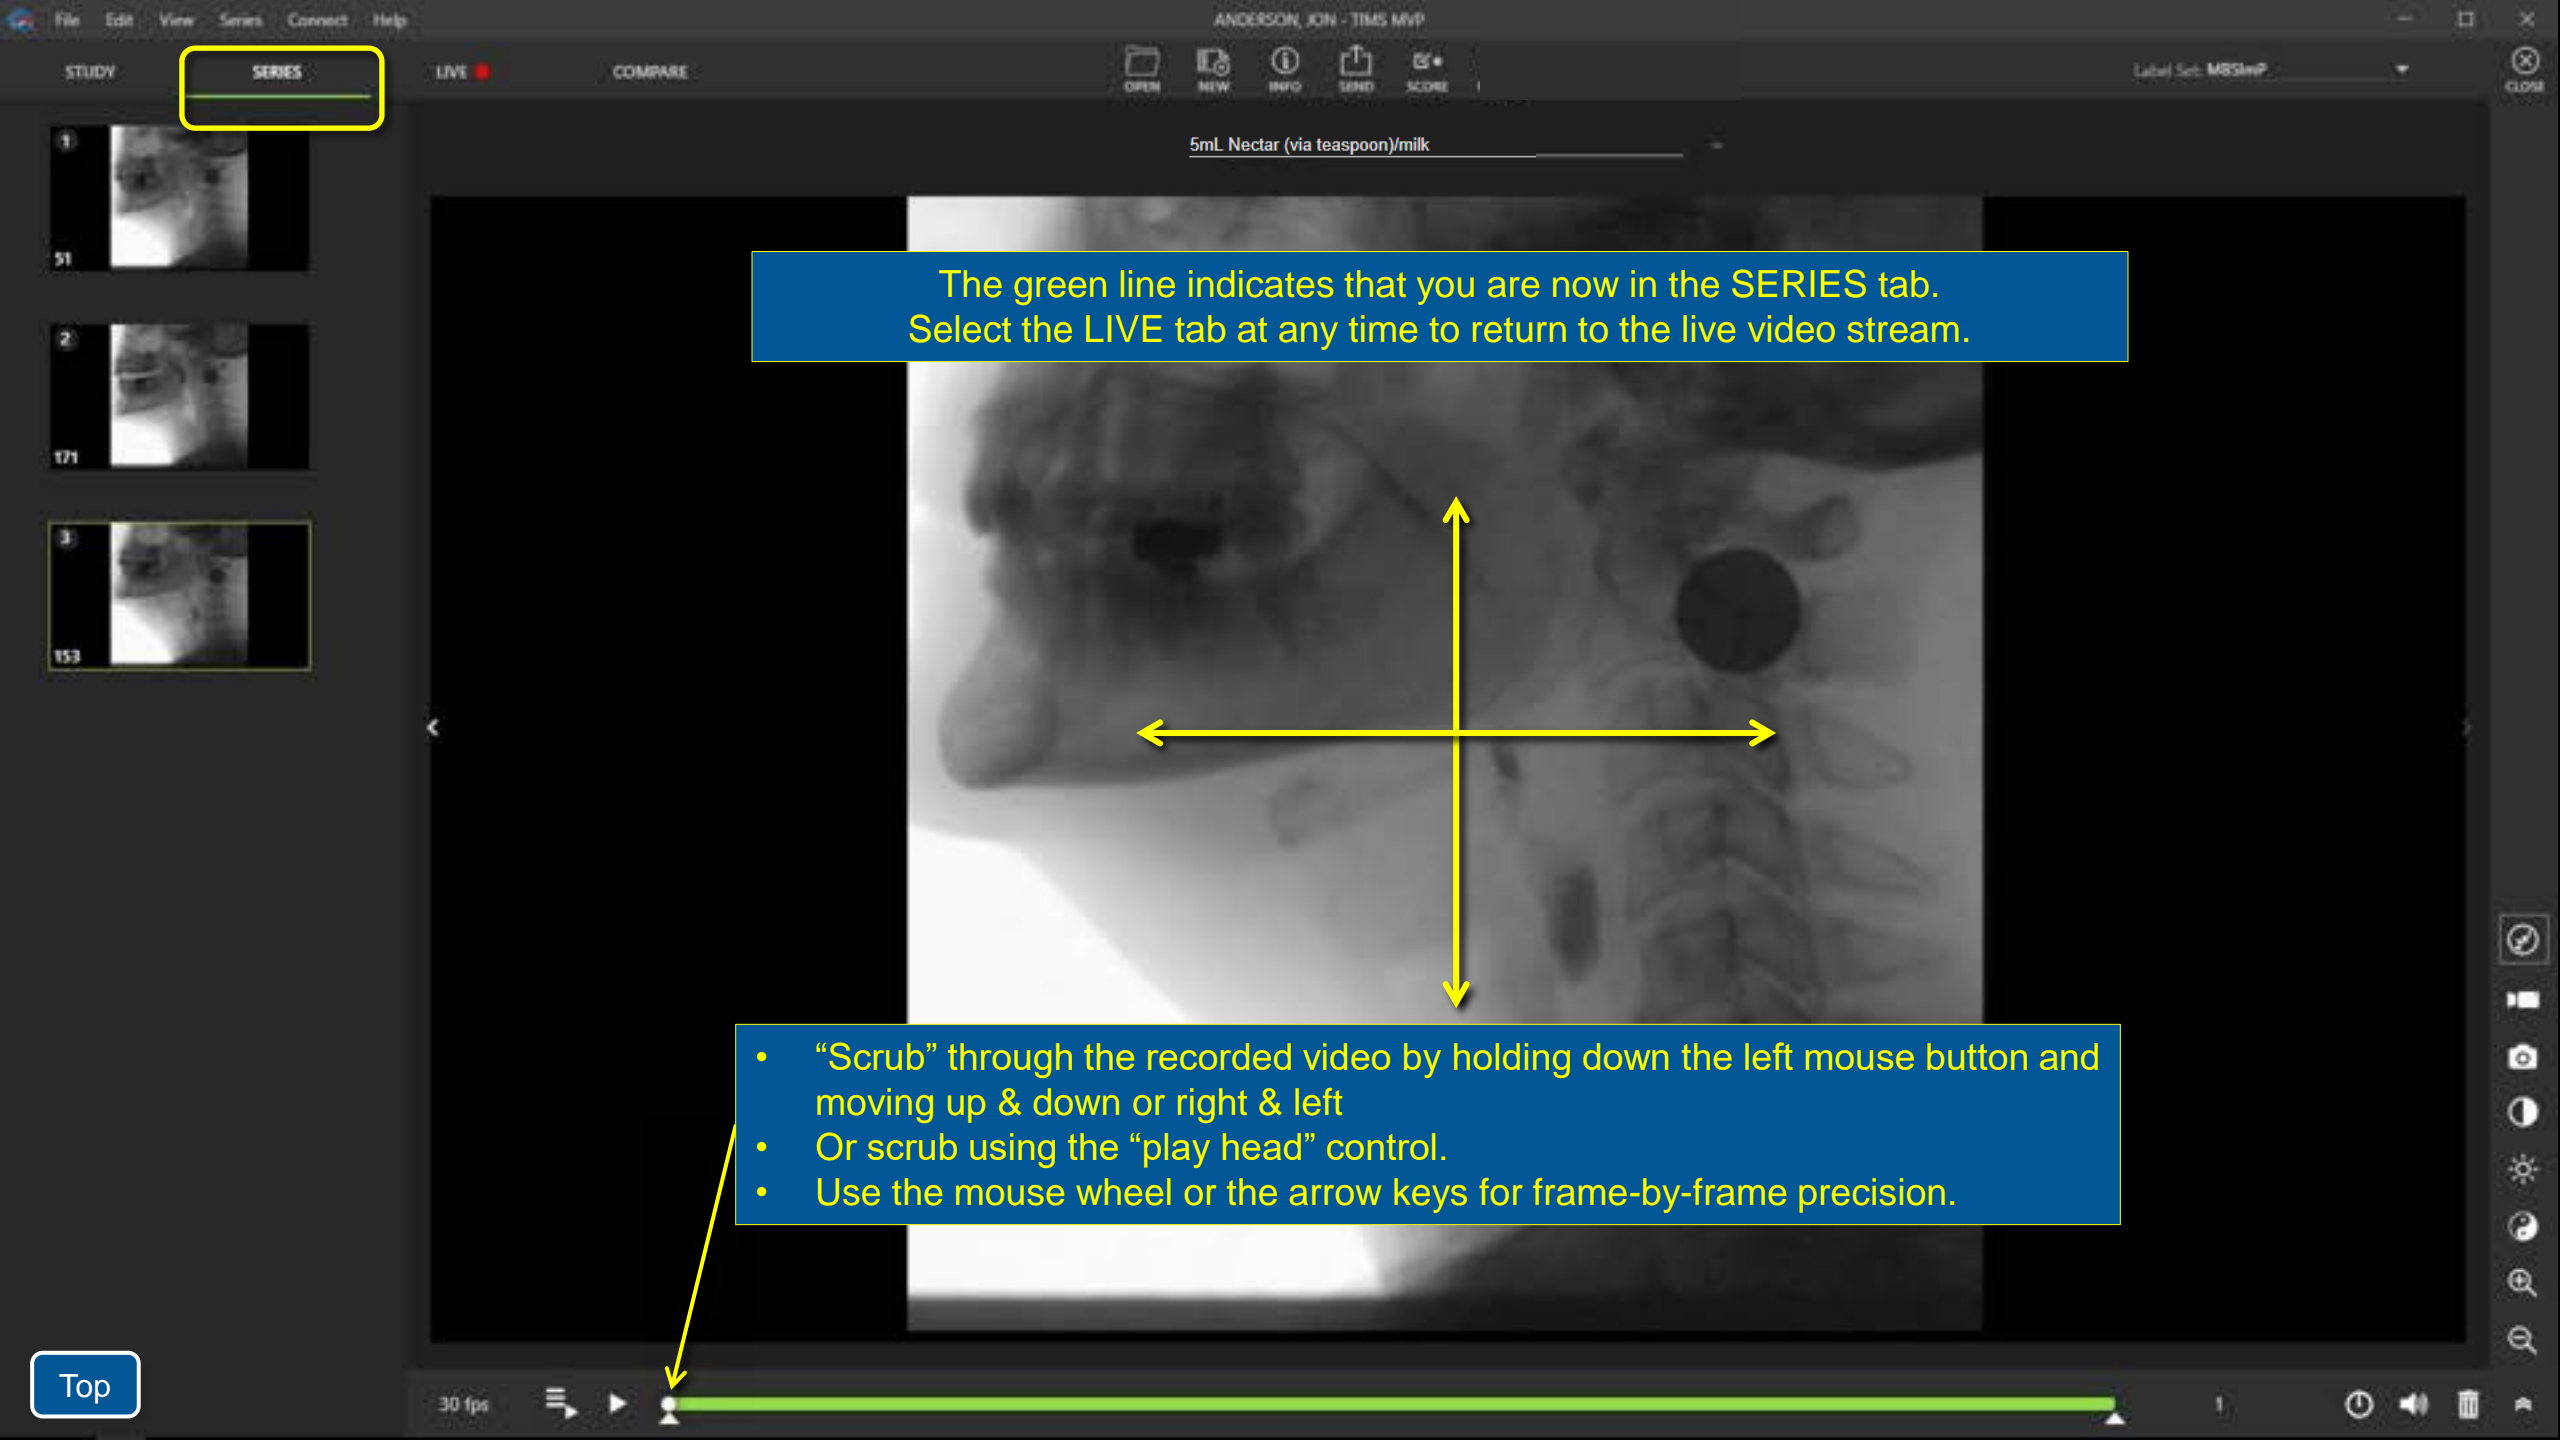 File Edit View Series Connect Help
ANDERSON, JON - TIMS MVP
STUDY SERIES LIVE COMPARE
OPEN NEW INFO SEND SCORE
Label Set: MBSImP
CLOSE
5mL Nectar (via teaspoon)/milk
1
51
2
171
3
153
The green line indicates that you are now in the SERIES tab.
Select the LIVE tab at any time to return to the live video stream.
• “Scrub” through the recorded video by holding down the left mouse button and
moving up & down or right & left
• Or scrub using the “play head” control.
• Use the mouse wheel or the arrow keys for frame-by-frame precision.
Top
30 fps
1